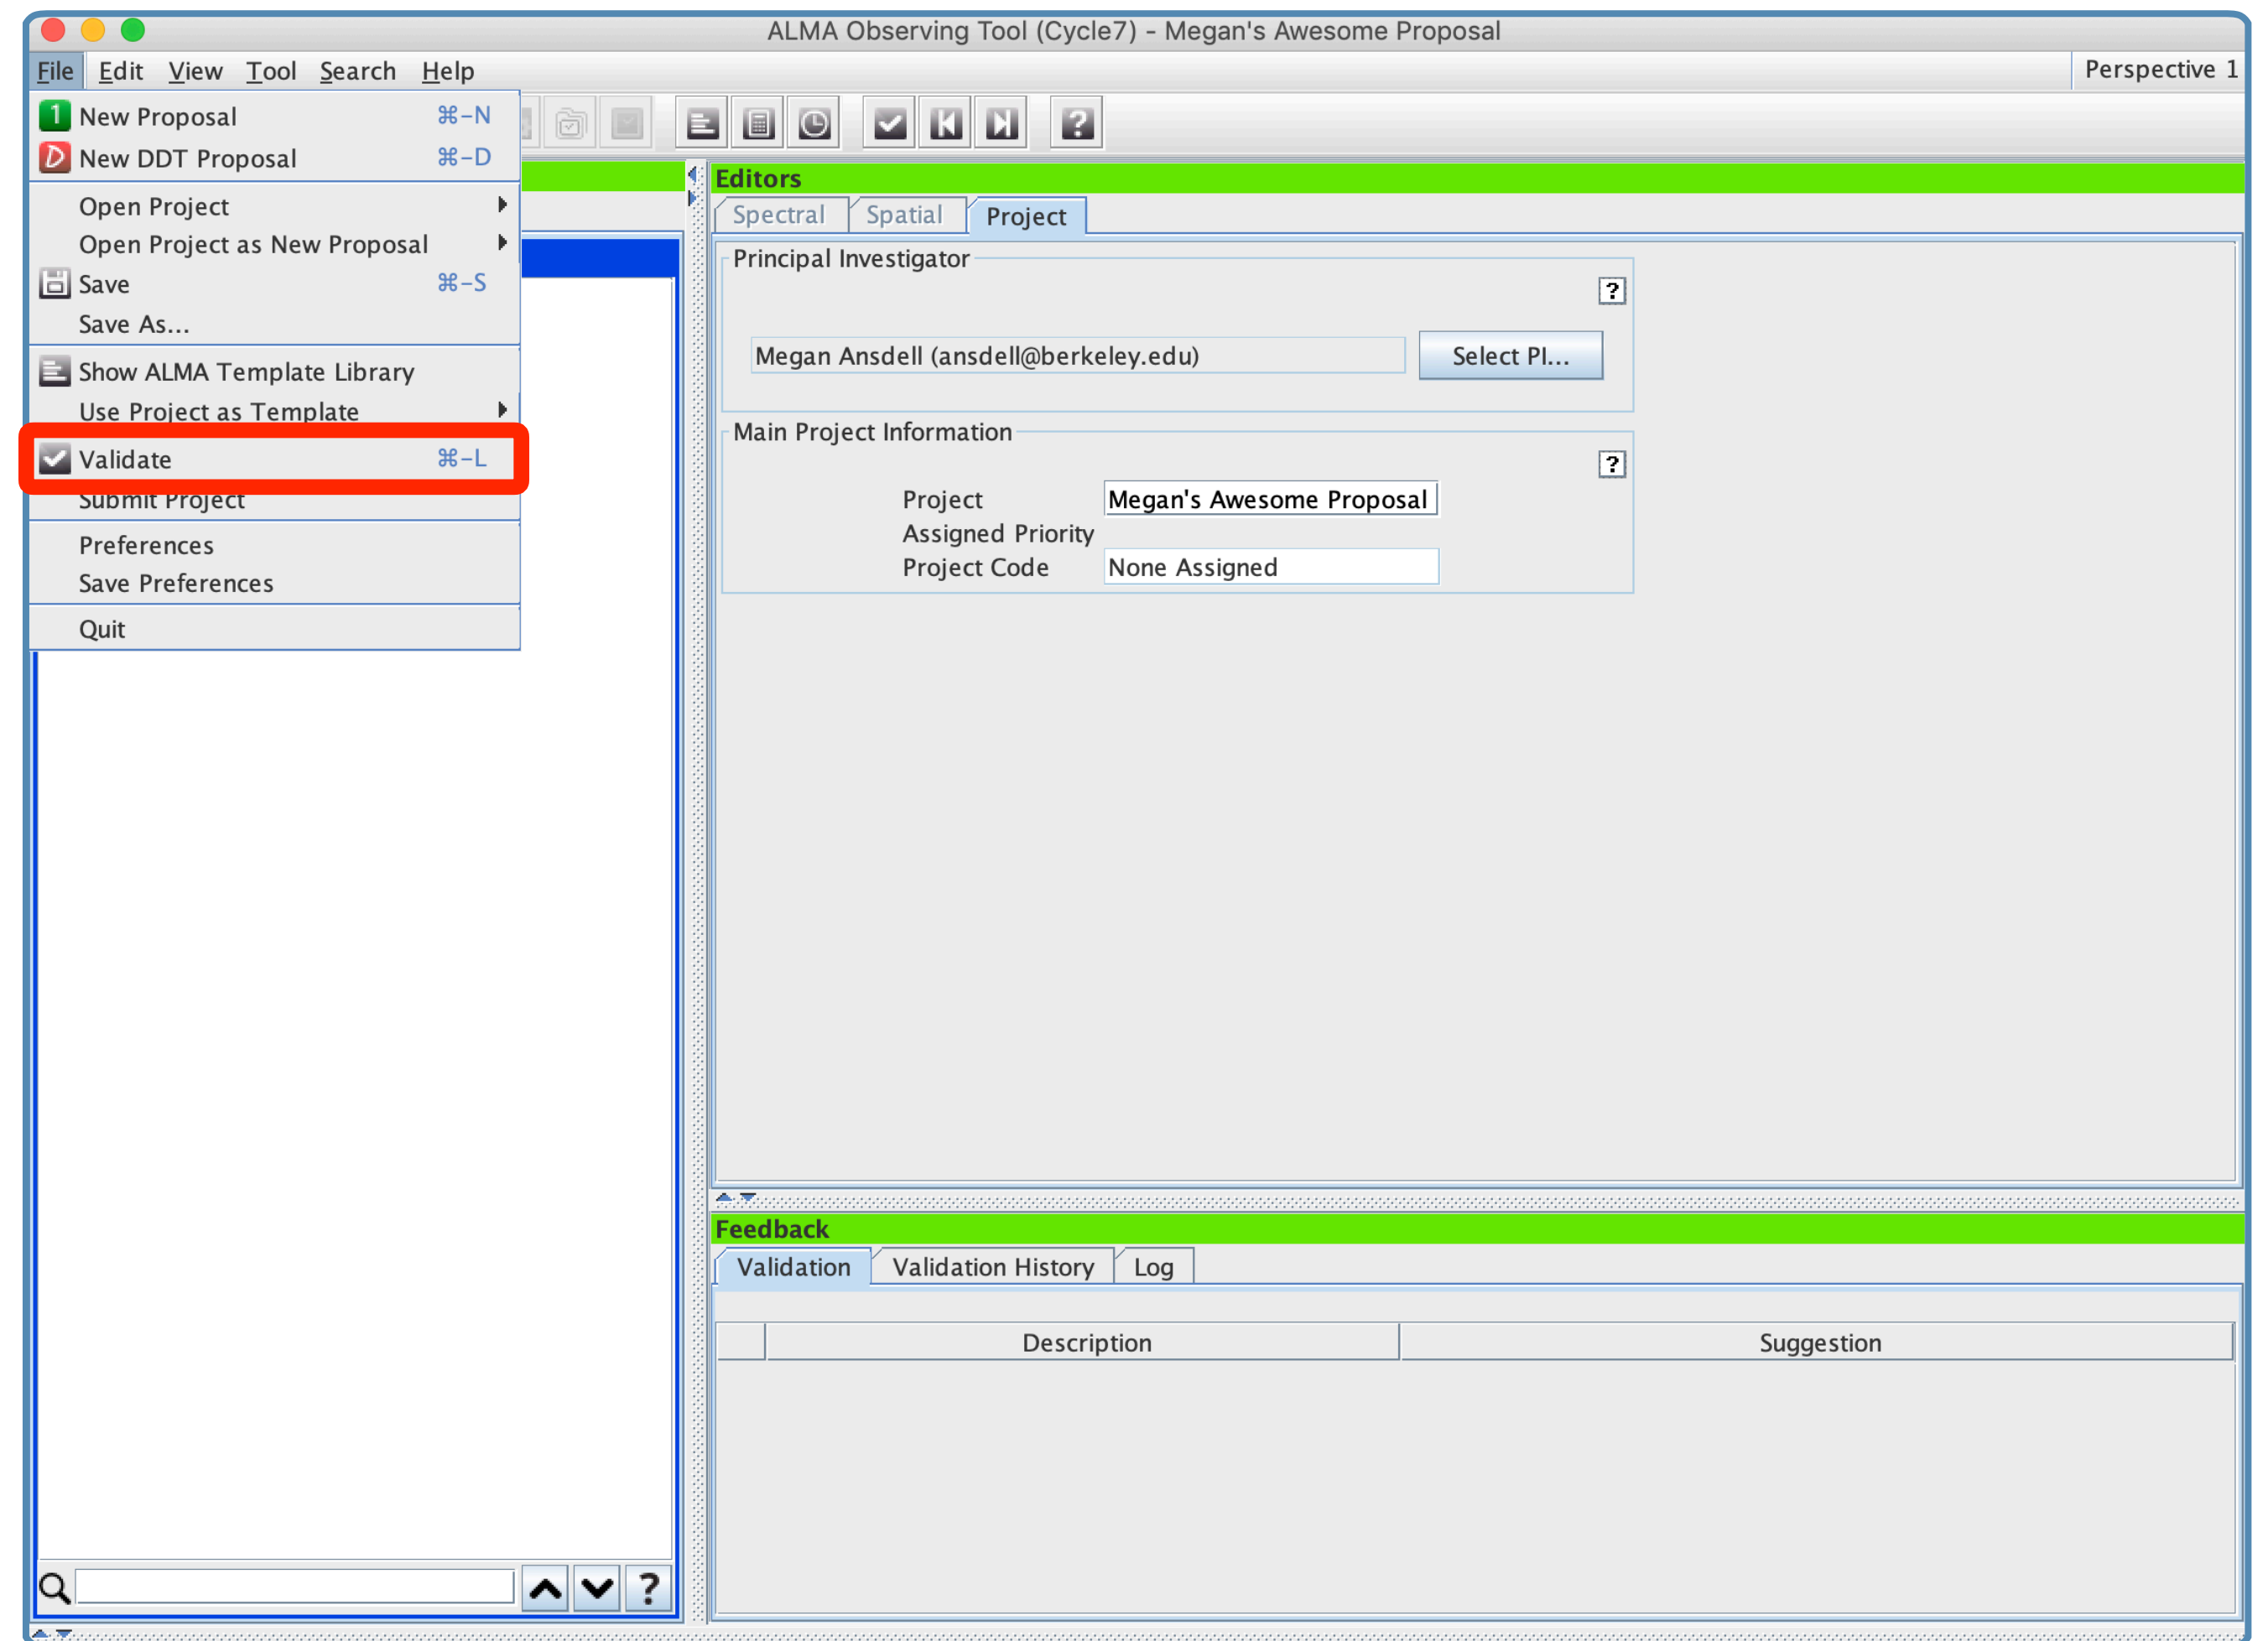 ALMA Observing Tool (Cycle7) - Megan's Awesome Proposal
File Edit View Tool Search Help
Perspective 1
1 New Proposal ⌘-N
D New DDT Proposal ⌘-D
Open Project
Open Project as New Proposal
Save ⌘-S
Save As...
Show ALMA Template Library
Use Project as Template
Validate ⌘-L
Submit Project
Preferences
Save Preferences
Quit
?
Editors
Spectral Spatial Project
Principal Investigator
?
Megan Ansdell (ansdell@berkeley.edu) Select PI...
Main Project Information
?
Project Megan's Awesome Proposal
Assigned Priority
Project Code None Assigned
Feedback
Validation Validation History Log
Description Suggestion
?